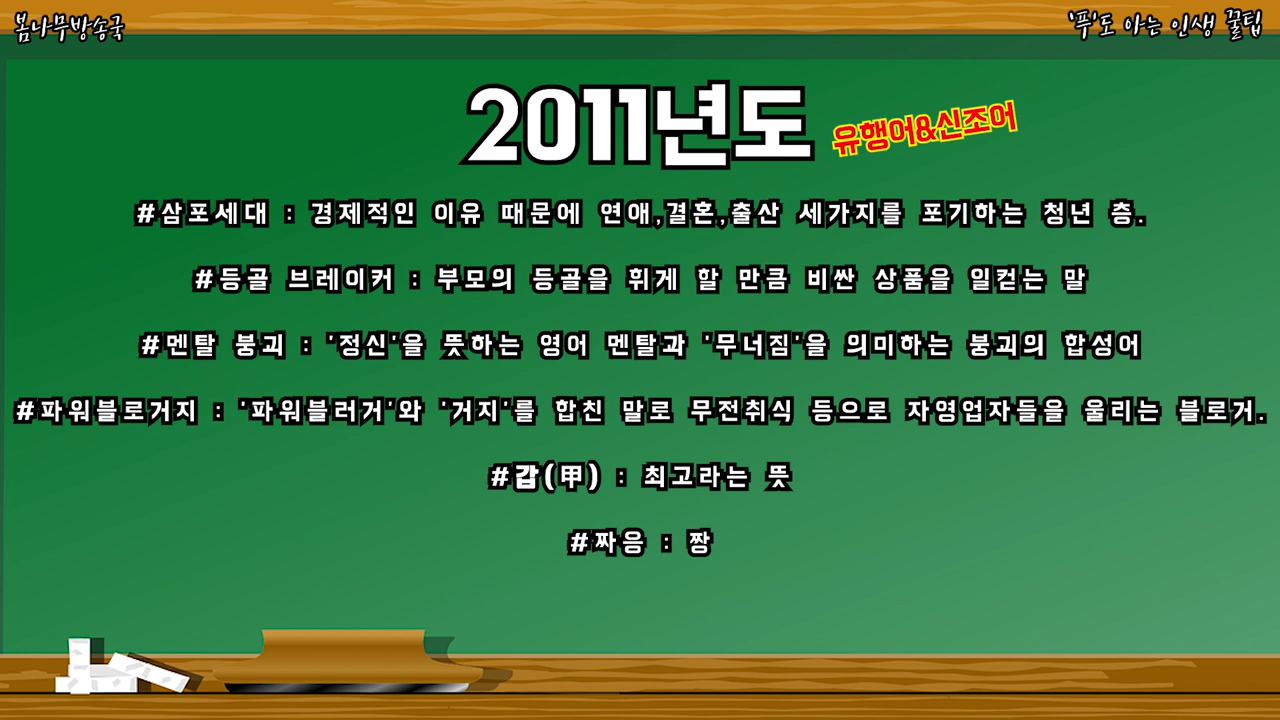 봄나무방송국
'푸'도 아는 인생 꿀팁
2011년도
유행어&신조어
#삼포세대 : 경제적인 이유 때문에 연애,결혼,출산 세가지를 포기하는 청년 층.
#등골 브레이커 : 부모의 등골을 휘게 할 만큼 비싼 상품을 일컫는 말
#멘탈 붕괴 : '정신'을 뜻하는 영어 멘탈과 '무너짐'을 의미하는 붕괴의 합성어
#파워블로거지 : '파워블러거'와 '거지'를 합친 말로 무전취식 등으로 자영업자들을 울리는 블로거.
#갑(甲) : 최고라는 뜻
#짜응 : 짱